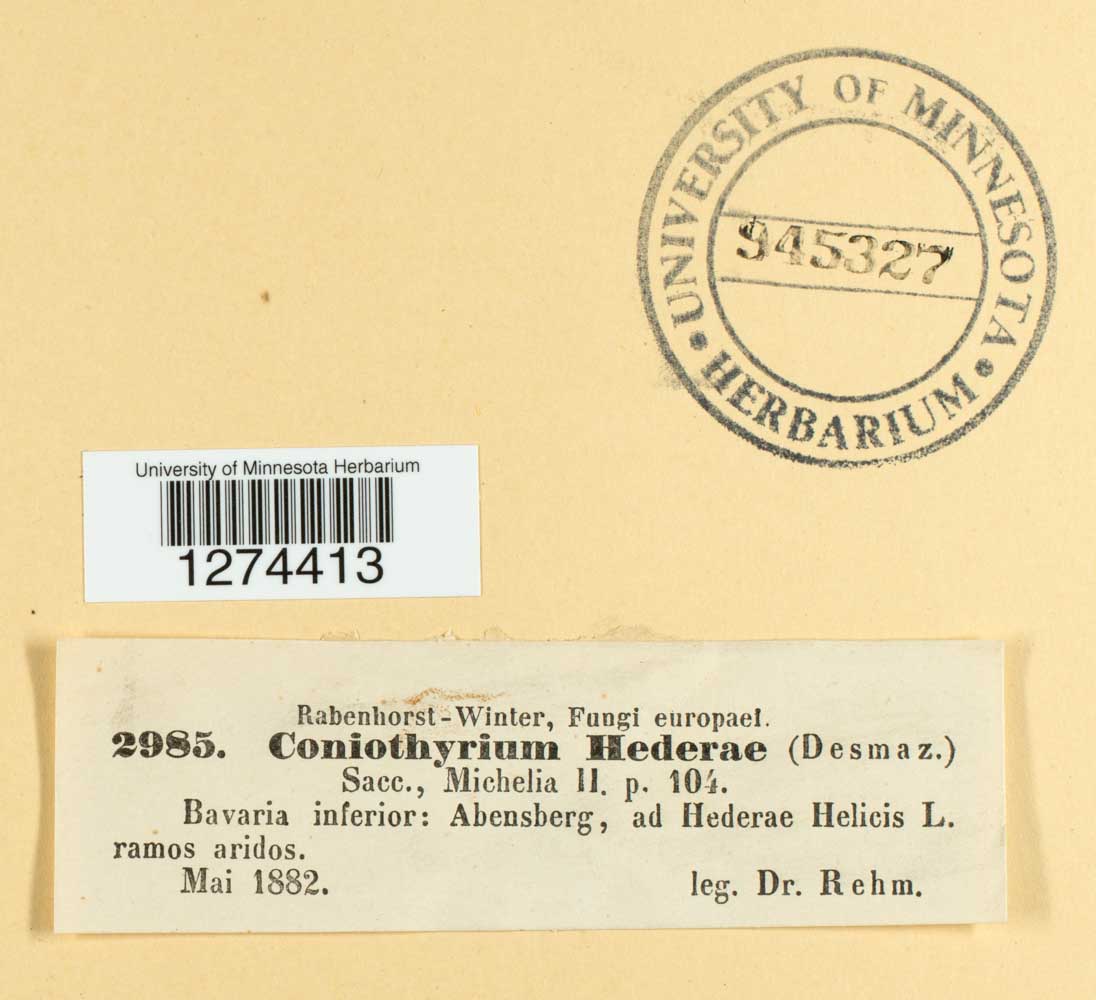 UNIVERSITY OF MINNESOTA
945327
• HERBARIUM •
University of Minnesota Herbarium
1274413
Rabenhorst-Winter, Fungi europaei.
2985. Coniothyrium Hederae (Desmaz.)
Sacc., Michelia II. p. 104.
Bavaria inferior: Abensberg, ad Hederae Helicis L.
ramos aridos.
Mai 1882. leg. Dr. Rehm.